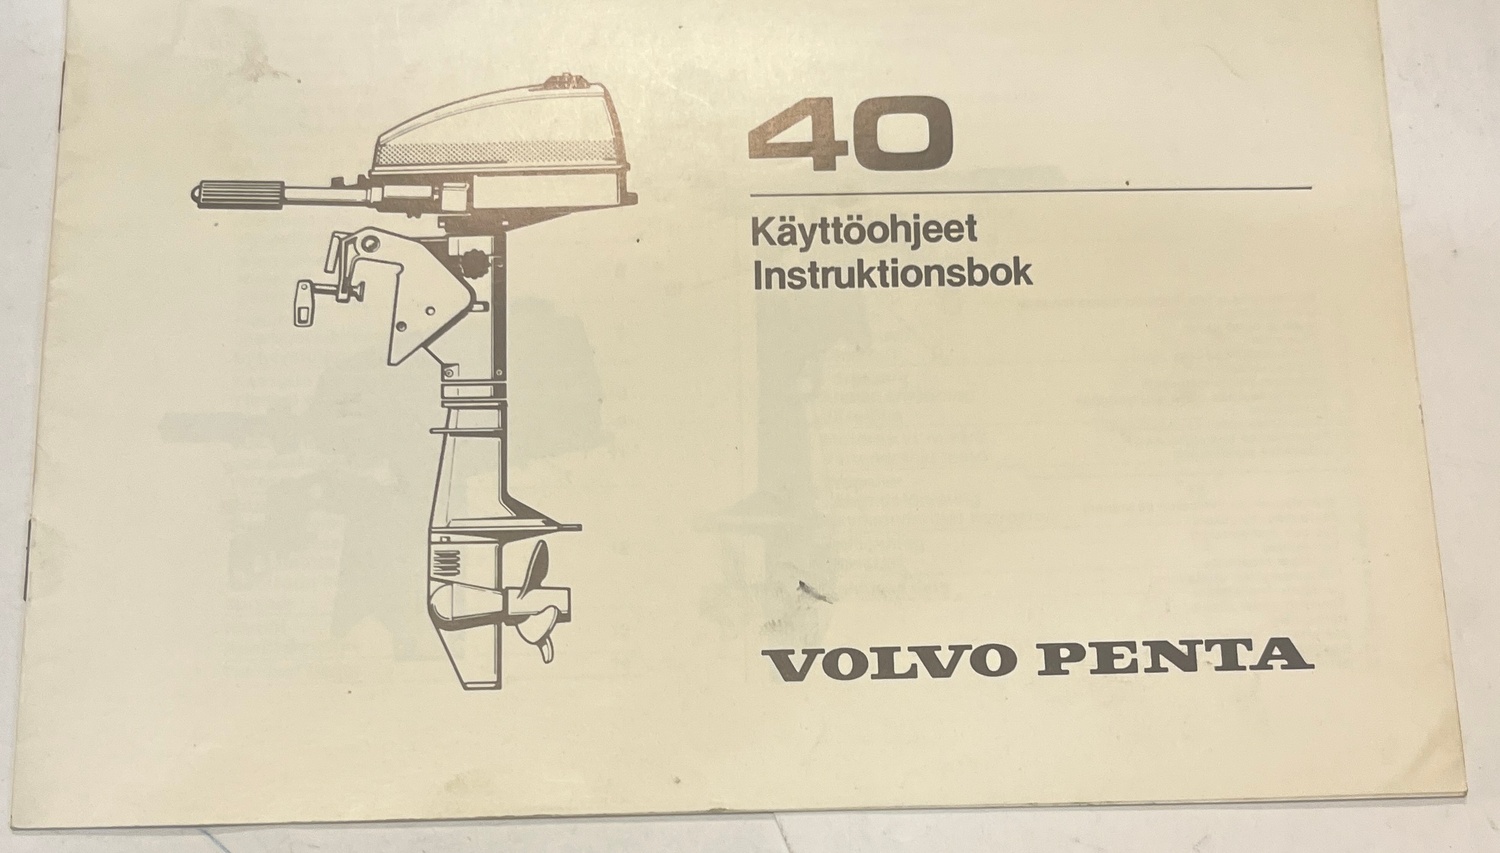 40
Käyttöohjeet
Instruktionsbok
VOLVO PENTA